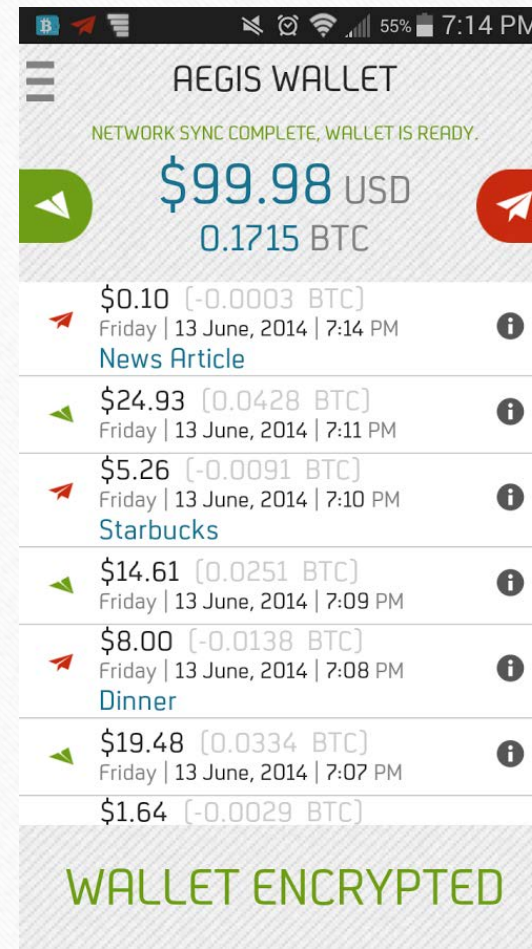 55% 7:14 PM
AEGIS WALLET
NETWORK SYNC COMPLETE, WALLET IS READY.
$99.98 USD
0.1715 BTC
$0.10 (-0.0003 BTC)
Friday | 13 June, 2014 | 7:14 PM
News Article
$24.93 (0.0428 BTC)
Friday | 13 June, 2014 | 7:11 PM
$5.26 (-0.0091 BTC)
Friday | 13 June, 2014 | 7:10 PM
Starbucks
$14.61 (0.0251 BTC)
Friday | 13 June, 2014 | 7:09 PM
$8.00 (-0.0138 BTC)
Friday | 13 June, 2014 | 7:08 PM
Dinner
$19.48 (0.0334 BTC)
Friday | 13 June, 2014 | 7:07 PM
$1.64 (-0.0029 BTC)
WALLET ENCRYPTED